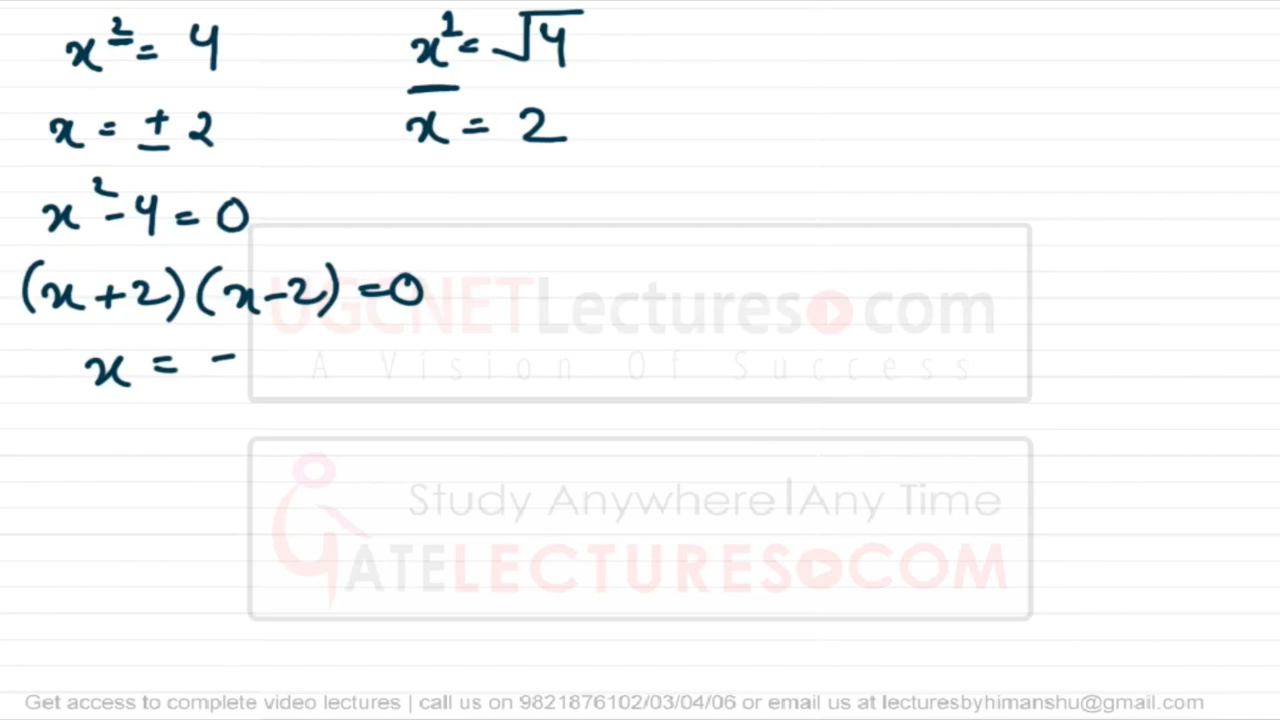 x² = 4
x = ± 2
x² - 4 = 0
(x + 2) (x - 2) = 0
x = -
x¹ = √4
x = 2
UGCNETLectures.com
A Vision Of Success
Study Anywhere|Any Time
GATELECTURES.COM
Get access to complete video lectures | call us on 9821876102/03/04/06 or email us at lecturesbyhimanshu@gmail.com